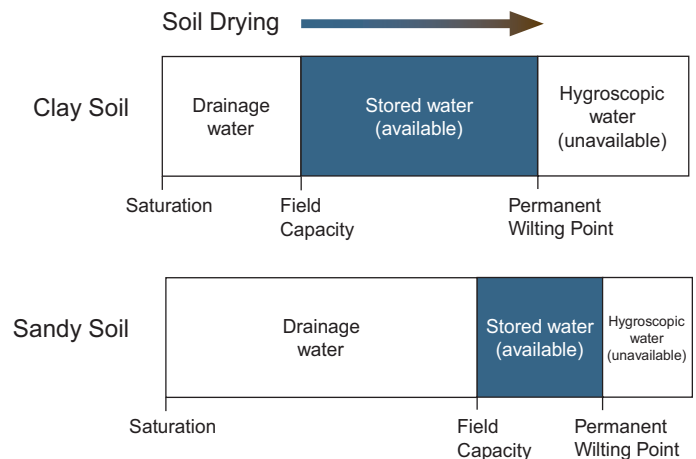 Soil Drying
Clay Soil
Drainage
water
Stored water
(available)
Hygroscopic
water
(unavailable)
Saturation
Field
Capacity
Permanent
Wilting Point
Sandy Soil
Drainage
water
Stored water
(available)
Hygroscopic
water
(unavailable)
Saturation
Field
Capacity
Permanent
Wilting Point